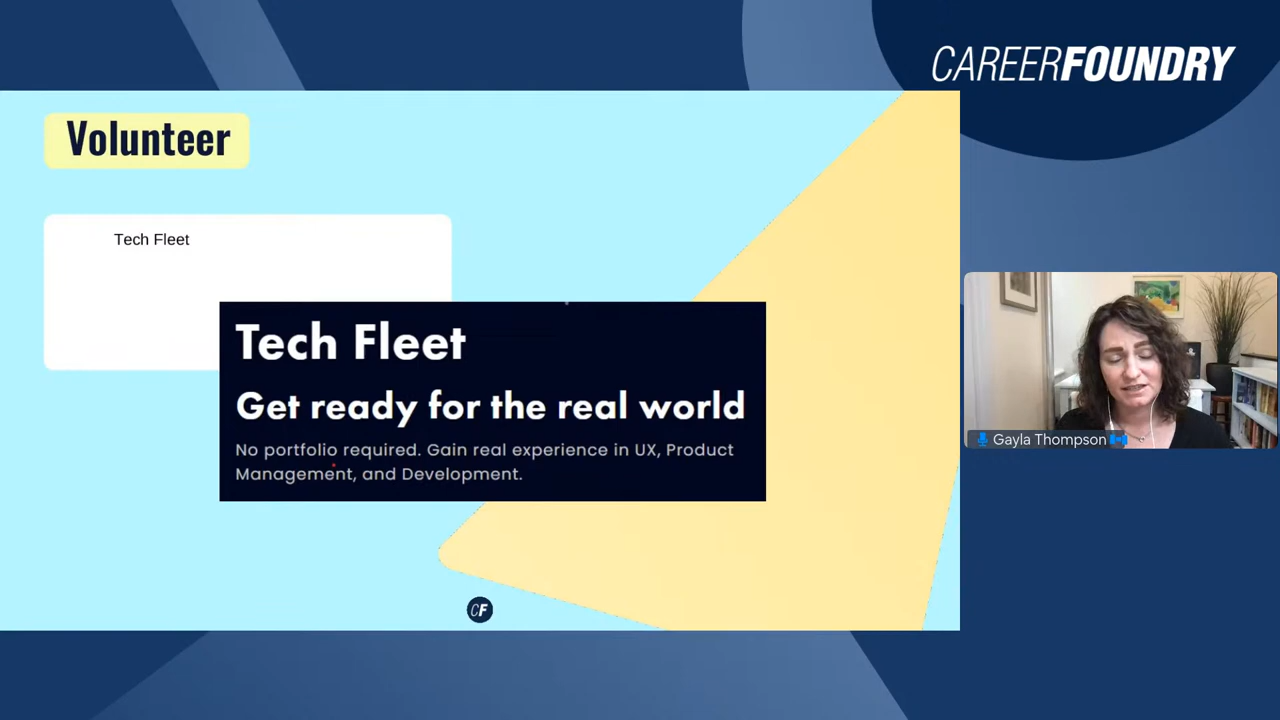 CAREERFOUNDRY
Volunteer
Tech Fleet
Tech Fleet
Get ready for the real world
No portfolio required. Gain real experience in UX, Product
Management, and Development.
Gayla Thompson
CF